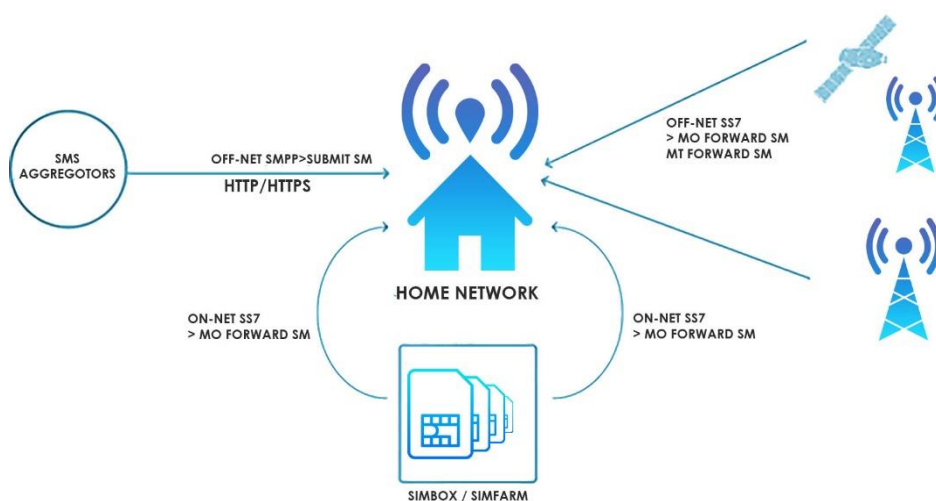 SMS
AGGREGOTORS
OFF-NET SMPP>SUBMIT SM
HTTP/HTTPS
OFF-NET SS7
> MO FORWARD SM
MT FORWARD SM
HOME NETWORK
ON-NET SS7
> MO FORWARD SM
ON-NET SS7
> MO FORWARD SM
SIMBOX / SIMFARM